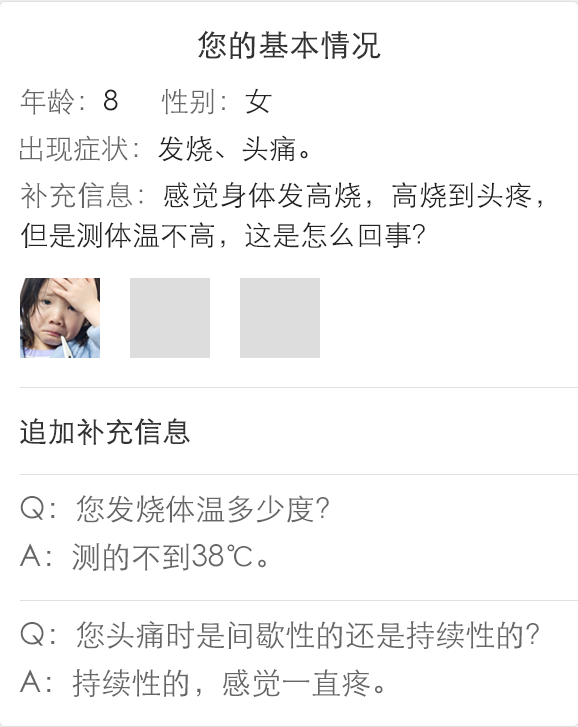 您的基本情况
年龄：8 性别：女
出现症状：发烧、头痛。
补充信息：感觉身体发高烧，高烧到头疼，
但是测体温不高，这是怎么回事?
追加补充信息
Q：您发烧体温多少度?
A：测的不到38℃。
Q：您头痛时是间歇性的还是持续性的?
A：持续性的，感觉一直疼。